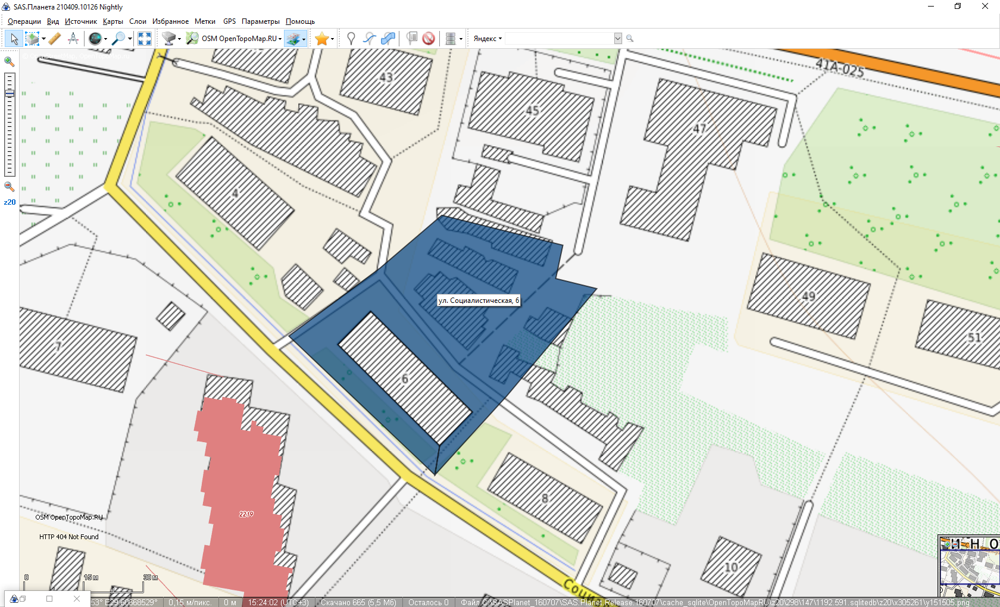 SAS.Планета 210409.10126 Nightly
Операции Вид Источник Карты Слои Избранное Метки GPS Параметры Помощь
OSM OpenTopoMap.RU
Яндекс
z20
41A-025
43
45
47
4
ул. Социалистическая, 6
49
51
7
6
2219
8
OSM OpenTopoMap.RU
HTTP 404 Not Found
10
И Н О
0 15 м 30 м
Социа
53° E29.60668529° 0,15 м/пикс. 0 м 15:24:02 (UTC+3) Скачано 665 (5,5 Мб) Осталось 0 Файл C:\SASPlanet_160707\SAS.Planet.Release.160707\cache_sqlite\OpenTopoMapRU\z20\298\147\1192.591.sqlitedb\z20\x305261\y151505.png